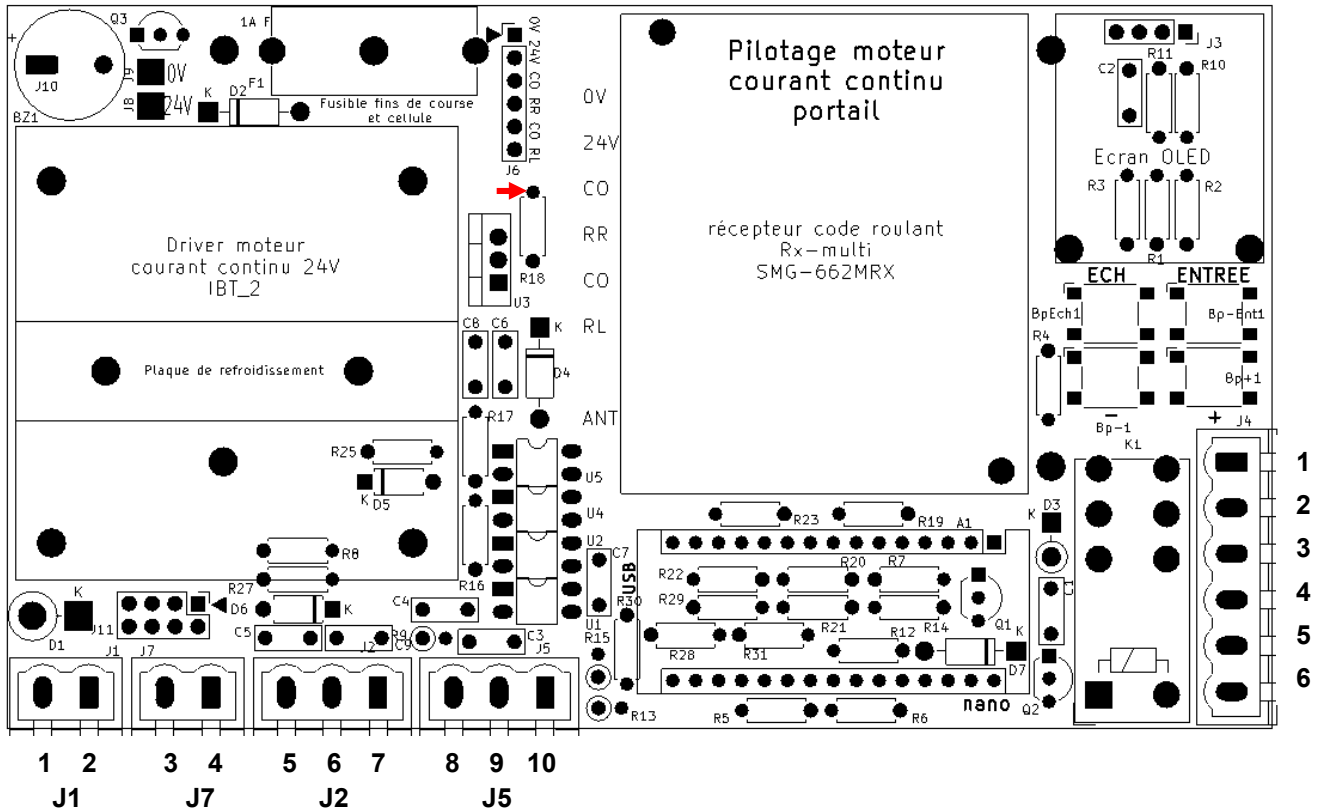 Q3
1A F
+
J10
J9
0V
J8
24V
BZ1
K
D2
F1
Fusible fins de course
et cellule
0V
24V
CO
RR
CO
RL
J6
0V
24V
CO
RR
CO
RL
ANT
Pilotage moteur
courant continu
portail
récepteur code roulant
Rx-multi
SMG-662MRX
J3
C2
R11
R10
Ecran OLED
R3
R2
R1
ECH
ENTREE
BpEch1
Bp-Ent1
R4
Bp+1
-
+
Bp-1
J4
K1
Driver moteur
courant continu 24V
IBT_2
R18
U3
C8
C6
K
D4
Plaque de refroidissement
R17
R25
K
D5
U5
U4
U2
U1
R16
C7
R8
R27
D6
K
C4
C5
J2
R9
C9
C3
J5
K
D1
J11
J1
J7
R30
R15
R13
USB
R23
R19
A1
R22
R20
R7
R29
R21
R14
Q1
R28
R31
R12
K
D7
nano
R5
R6
K
D3
C1
Q2
1
2
3
4
5
6
1
2
3
4
5
6
7
8
9
10
J1
J7
J2
J5